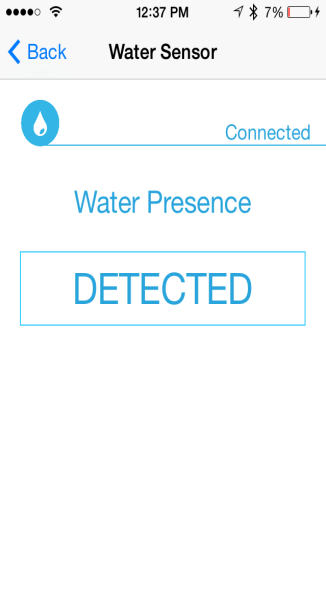 12:37 PM 7%
Back Water Sensor
Connected
Water Presence
DETECTED